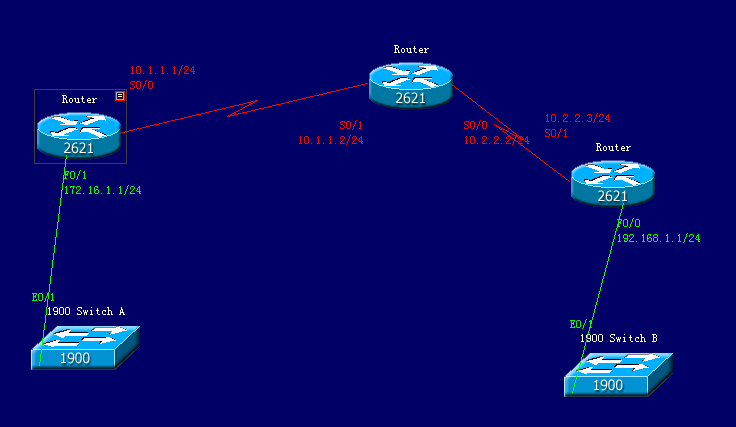 Router
10.1.1.1/24
S0/0
Router
2621
2621
S0/1
10.1.1.2/24
S0/0
10.2.2.2/24
10.2.2.3/24
S0/1
Router
2621
F0/1
172.16.1.1/24
F0/0
192.168.1.1/24
E0/1
1900 Switch A
1900
E0/1
1900 Switch B
1900